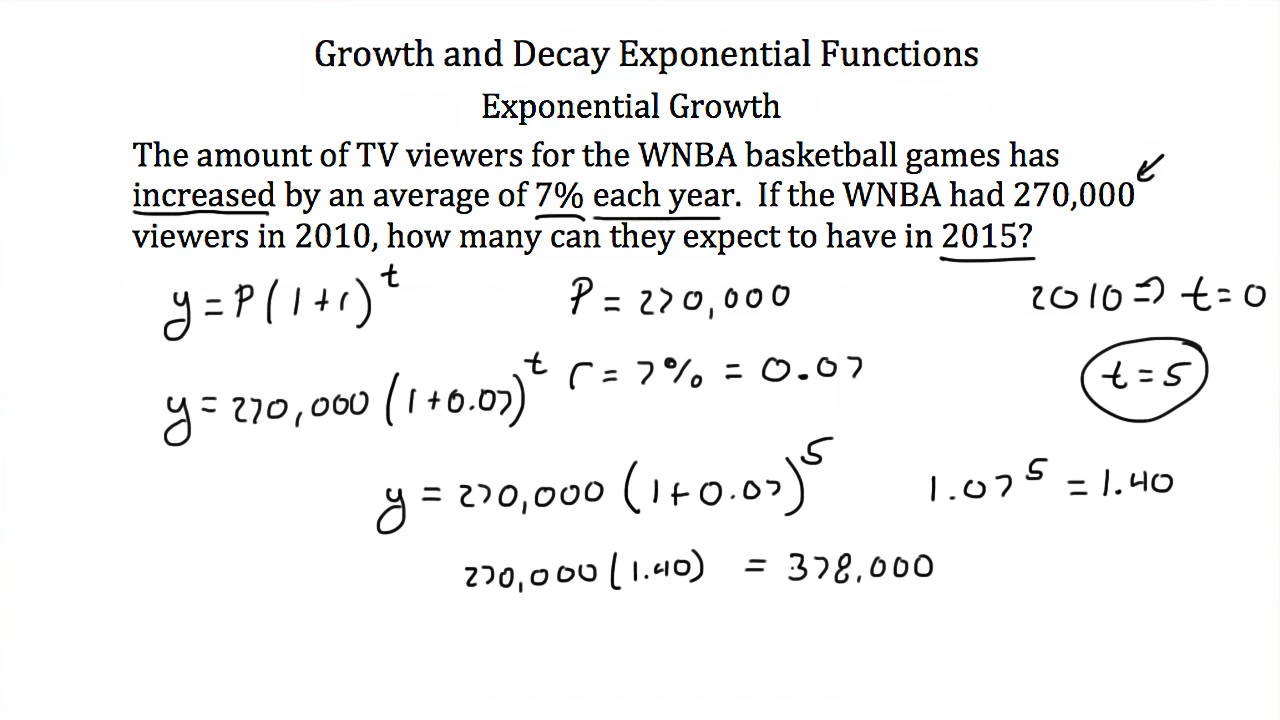 Growth and Decay Exponential Functions
Exponential Growth
The amount of TV viewers for the WNBA basketball games has
increased by an average of 7% each year. If the WNBA had 270,000
viewers in 2010, how many can they expect to have in 2015?
y = P(1+r)^t P = 270,000 2010 ⇒ t = 0
y = 270,000 (1+0.07)^t r = 7% = 0.07 t = 5
y = 270,000 (1+0.07)^5 1.07^5 = 1.40
270,000 (1.40) = 378,000